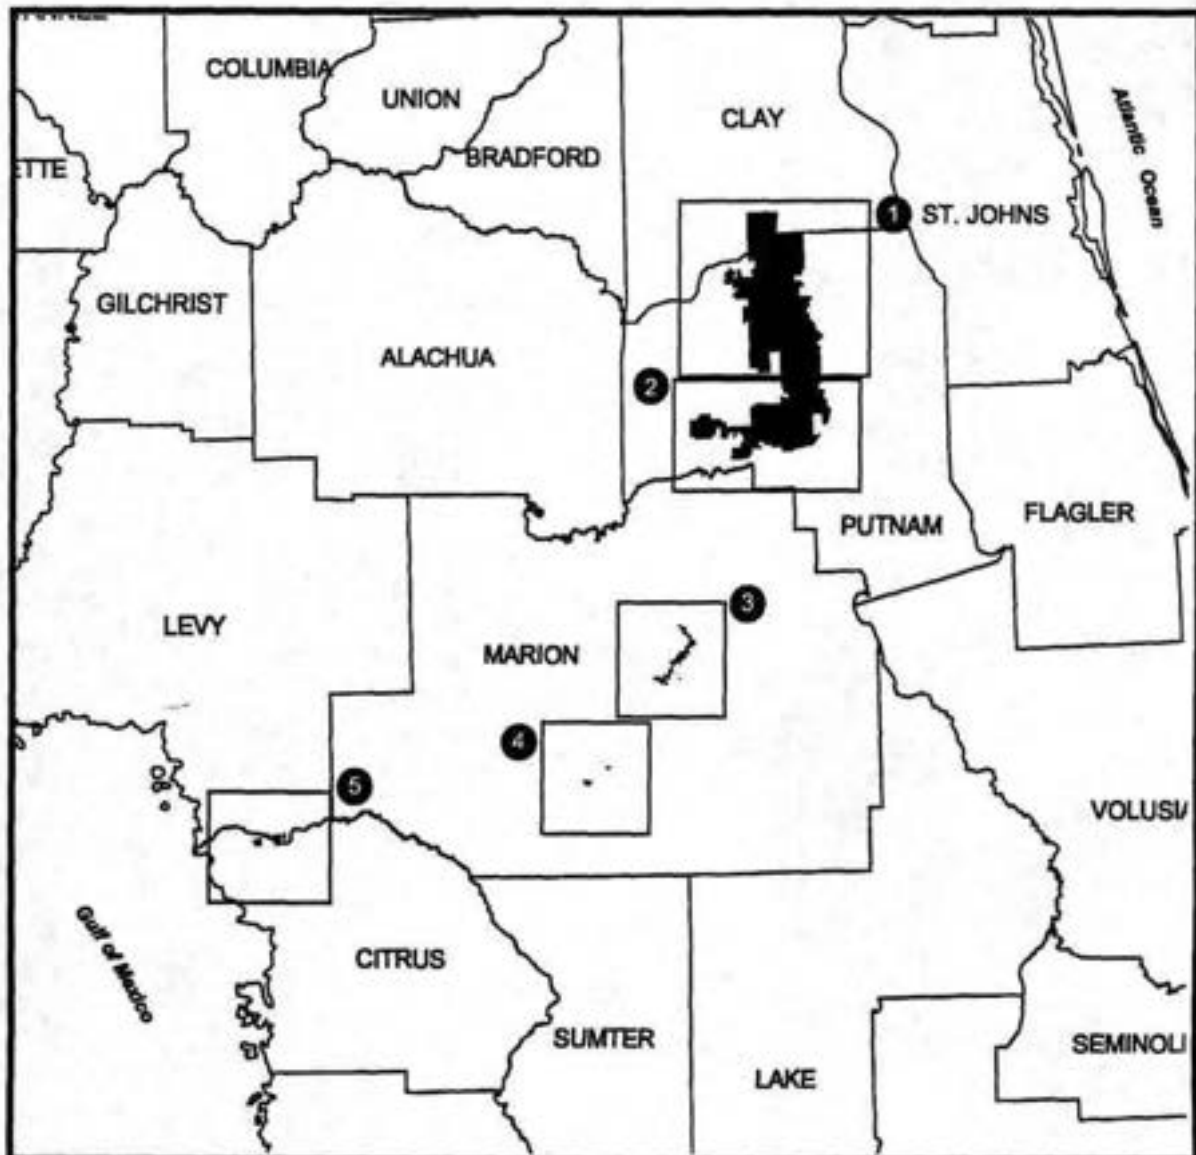 COLUMBIA
UNION
CLAY
BRADFORD
ETTE
Atlantic Ocean
1 ST. JOHNS
GILCHRIST
ALACHUA
2
PUTNAM
FLAGLER
LEVY
MARION
3
4
5
VOLUSIA
Gulf of Mexico
CITRUS
SUMTER
LAKE
SEMINOL